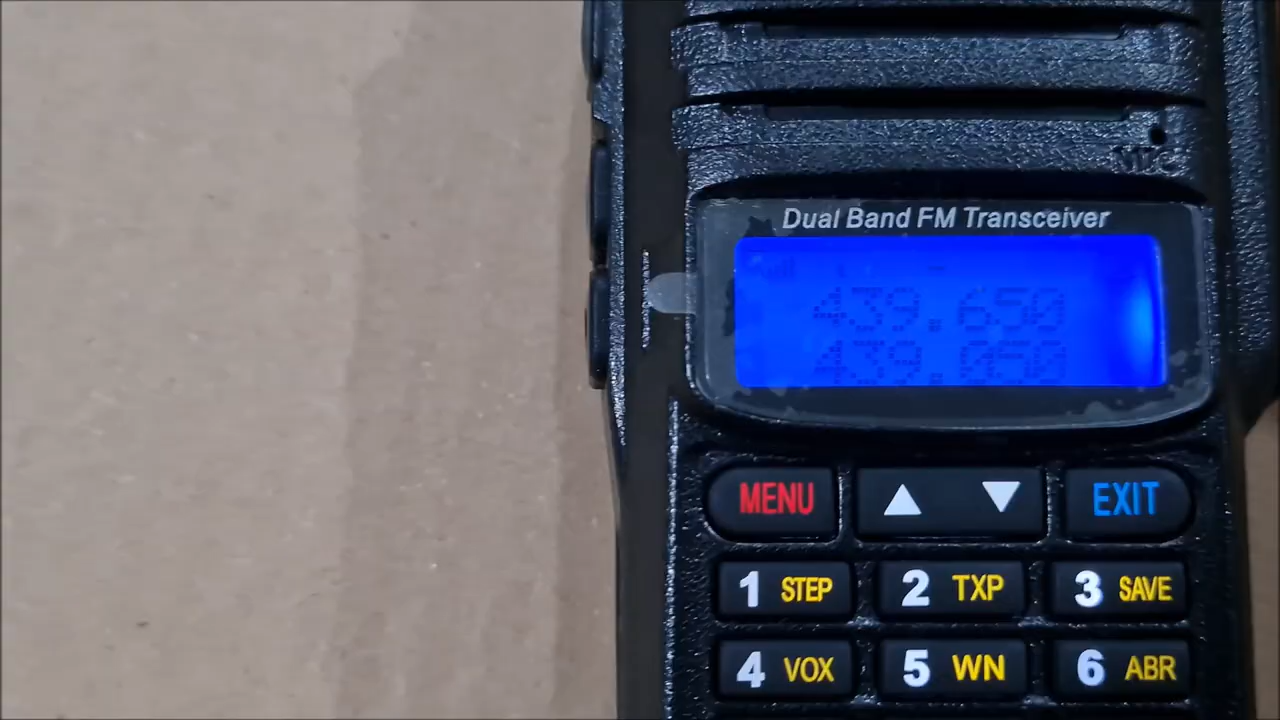 MIC
Dual Band FM Transceiver
439.650
439.050
MENU EXIT
1 STEP 2 TXP 3 SAVE
4 VOX 5 WN 6 ABR